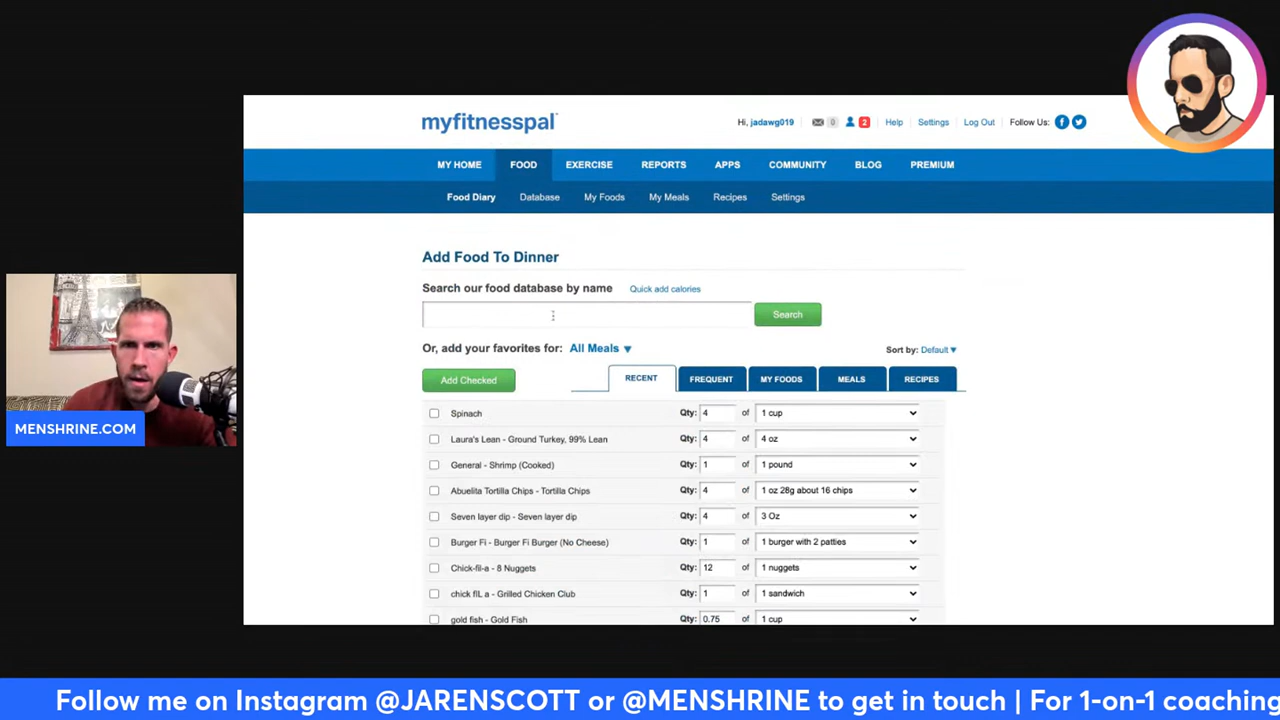 myfitnesspal
Hi, jadawg019 0 2 Help Settings Log Out Follow Us:
MY HOME FOOD EXERCISE REPORTS APPS COMMUNITY BLOG PREMIUM
Food Diary Database My Foods My Meals Recipes Settings
Add Food To Dinner
Search our food database by name Quick add calories
Search
Or, add your favorites for: All Meals Sort by: Default
Add Checked RECENT FREQUENT MY FOODS MEALS RECIPES
Spinach Qty: 4 of 1 cup
Laura's Lean - Ground Turkey, 99% Lean Qty: 4 of 4 oz
General - Shrimp (Cooked) Qty: 1 of 1 pound
Abuelita Tortilla Chips - Tortilla Chips Qty: 4 of 1 oz 28g about 16 chips
Seven layer dip - Seven layer dip Qty: 4 of 3 Oz
Burger Fi - Burger Fi Burger (No Cheese) Qty: 1 of 1 burger with 2 patties
Chick-fil-a - 8 Nuggets Qty: 12 of 1 nuggets
chick fIL a - Grilled Chicken Club Qty: 1 of 1 sandwich
gold fish - Gold Fish Qty: 0.75 of 1 cup
MENSHRINE.COM
Follow me on Instagram @JARENSCOTT or @MENSHRINE to get in touch | For 1-on-1 coaching